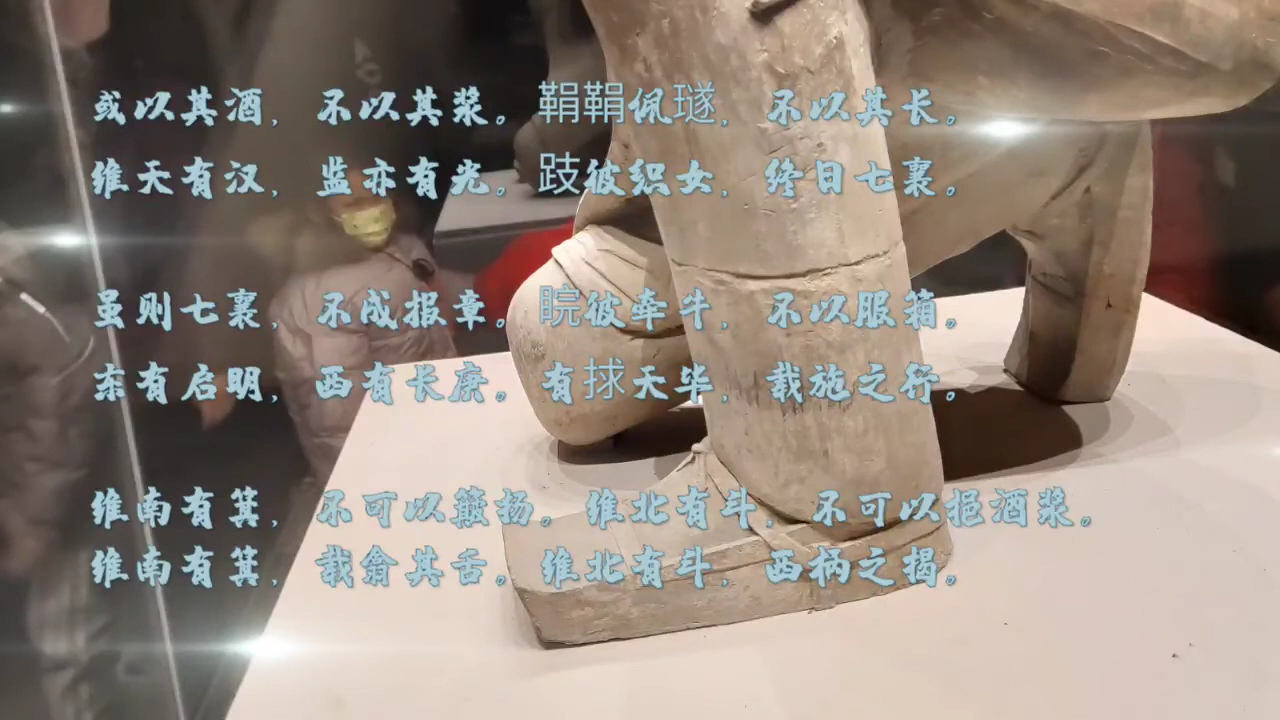 或以其酒，不以其浆。鞙鞙佩璲，不以其长。
维天有汉，监亦有光。跂彼织女，终日七襄。
虽则七襄，不成报章。睆彼牵牛，不以服箱。
东有启明，西有长庚。有捄天毕，载施之行。
维南有箕，不可以簸扬。维北有斗，不可以挹酒浆。
维南有箕，载翕其舌。维北有斗，西柄之揭。